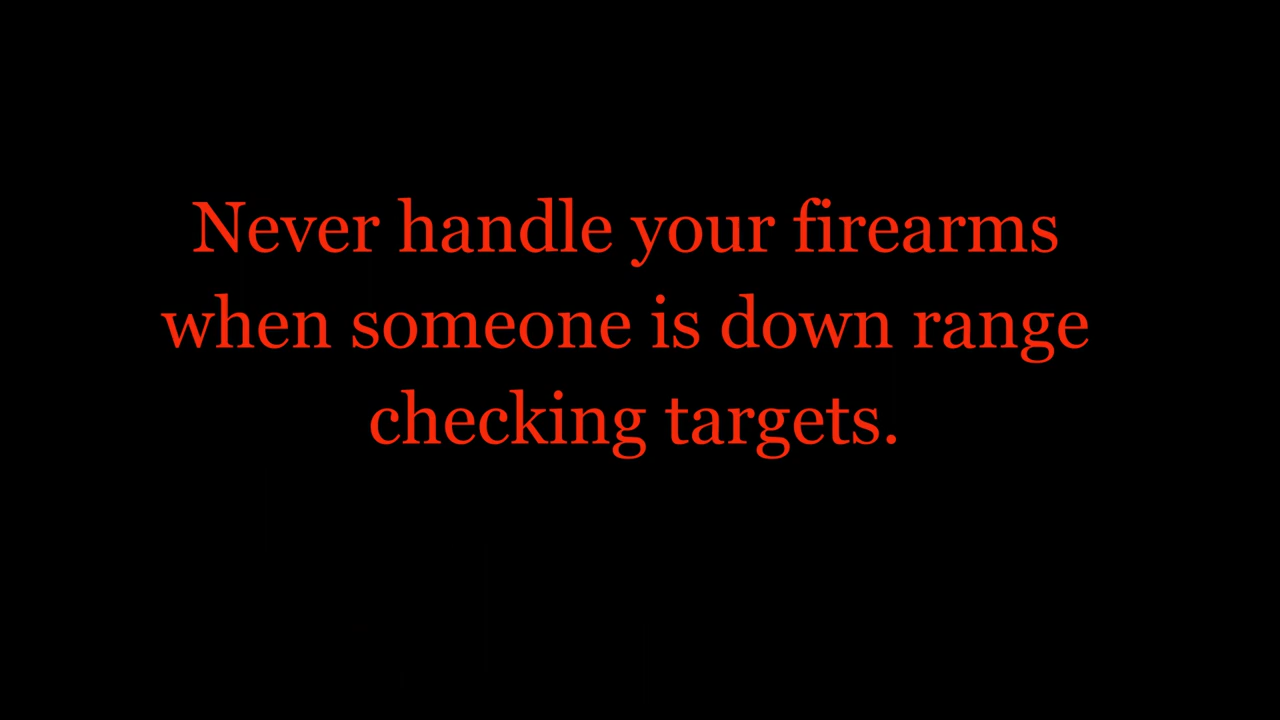 Never handle your firearms
when someone is down range
checking targets.